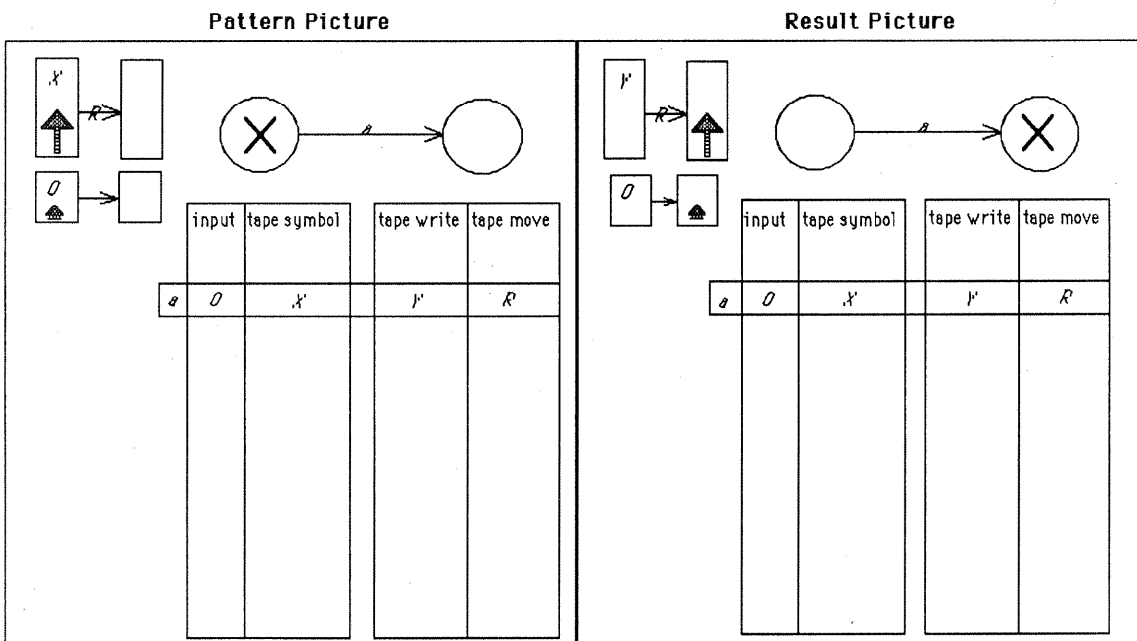 Pattern Picture
Result Picture
X
R
a
0
input tape symbol tape write tape move
a 0 X Y R
Y
R
a
0
input tape symbol tape write tape move
a 0 X Y R